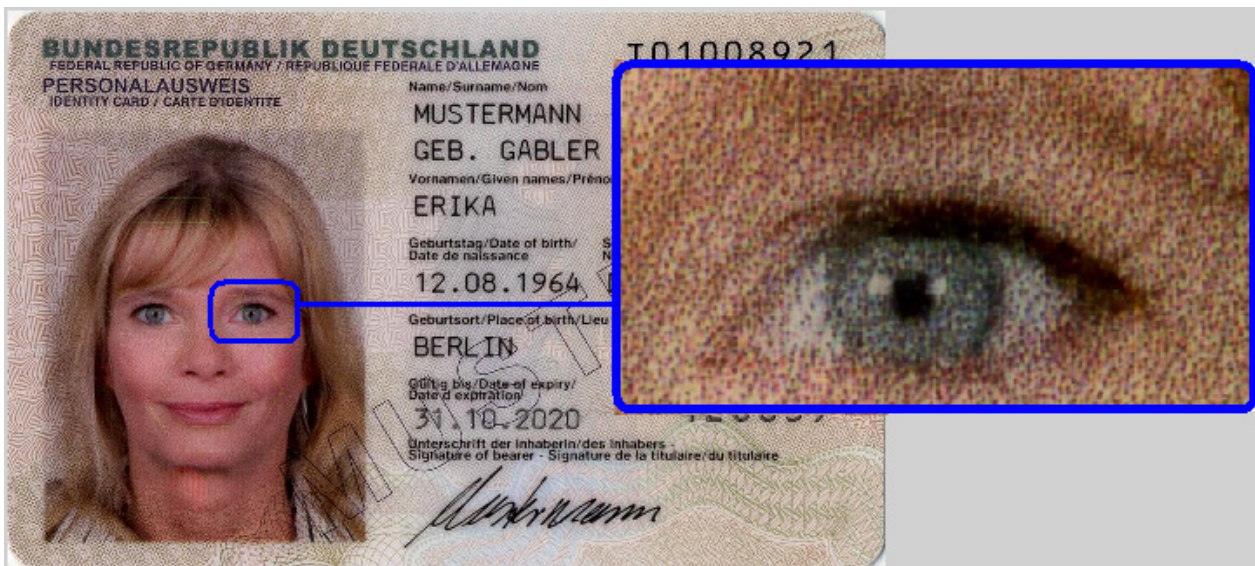 BUNDESREPUBLIK DEUTSCHLAND
FEDERAL REPUBLIC OF GERMANY / REPUBLIQUE FEDERALE D'ALLEMAGNE
PERSONALAUSWEIS
IDENTITY CARD / CARTE D'IDENTITE
T01008921
Name/Surname/Nom
MUSTERMANN
GEB. GABLER
Vornamen/Given names/
ERIKA
Geburtstag/Date of birth/
Date de naissance
12.08.1964
Geburtsort/Place of birth/Lieu
BERLIN
Gültig bis/Date of expiry/
Date d'expiration
31.10.2020
Unterschrift der Inhaberin/des Inhabers -
Signature of bearer - Signature de la titulaire/du titulaire
Mustermann